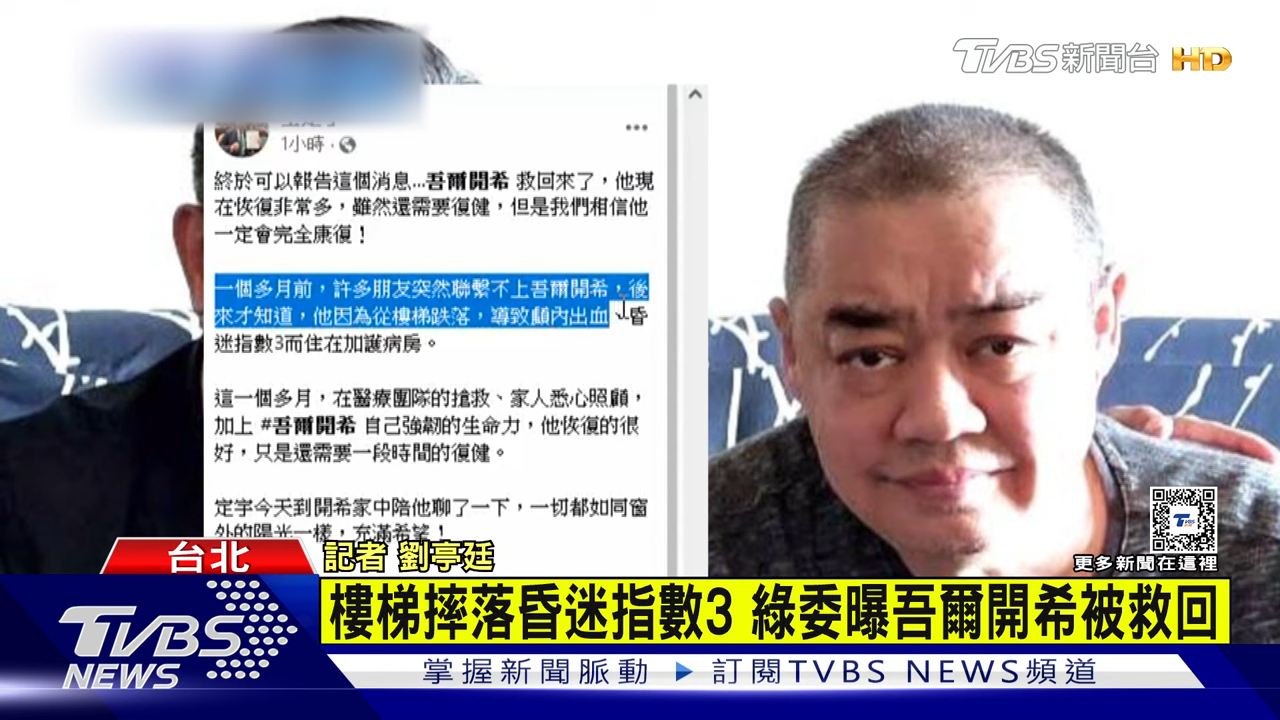 TVBS新聞台 HD
1小時
終於可以報告這個消息...吾爾開希 救回來了，他現
在恢復非常多，雖然還需要復健，但是我們相信他
一定會完全康復！
一個多月前，許多朋友突然聯繫不上吾爾開希，後
來才知道，他因為從樓梯跌落，導致顱內出血、昏
迷指數3而住在加護病房。
這一個多月，在醫療團隊的搶救、家人悉心照顧，
加上 #吾爾開希 自己強韌的生命力，他恢復的很
好，只是還需要一段時間的復健。
定宇今天到開希家中陪他聊了一下，一切都如同窗
外的陽光一樣，充滿希望！
TVBS
更多新聞在這裡
台北
記者 劉亭廷
樓梯摔落昏迷指數3 綠委曝吾爾開希被救回
TVBS
NEWS
掌握新聞脈動 ▶ 訂閱TVBS NEWS頻道